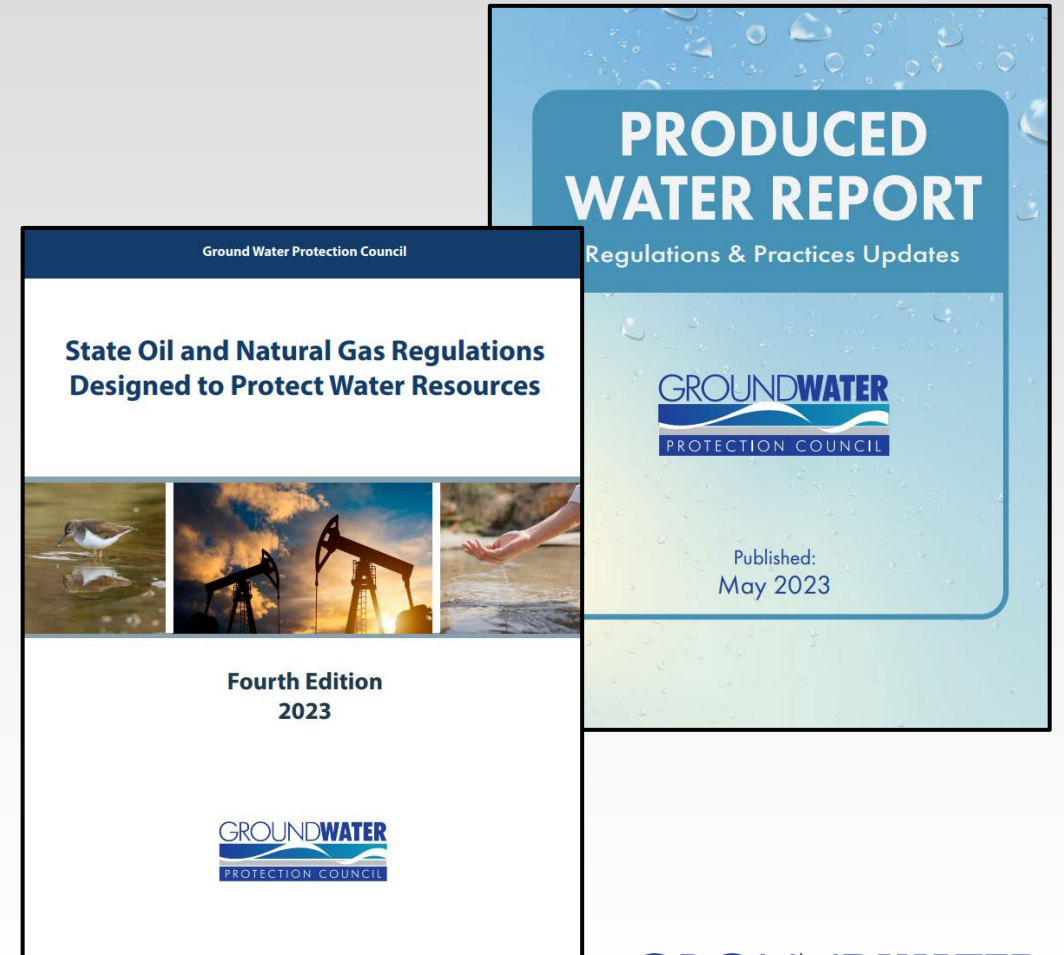 PRODUCED
WATER REPORT
Regulations & Practices Updates
GROUNDWATER
PROTECTION COUNCIL
Published:
May 2023
Ground Water Protection Council
State Oil and Natural Gas Regulations
Designed to Protect Water Resources
Fourth Edition
2023
GROUNDWATER
PROTECTION COUNCIL